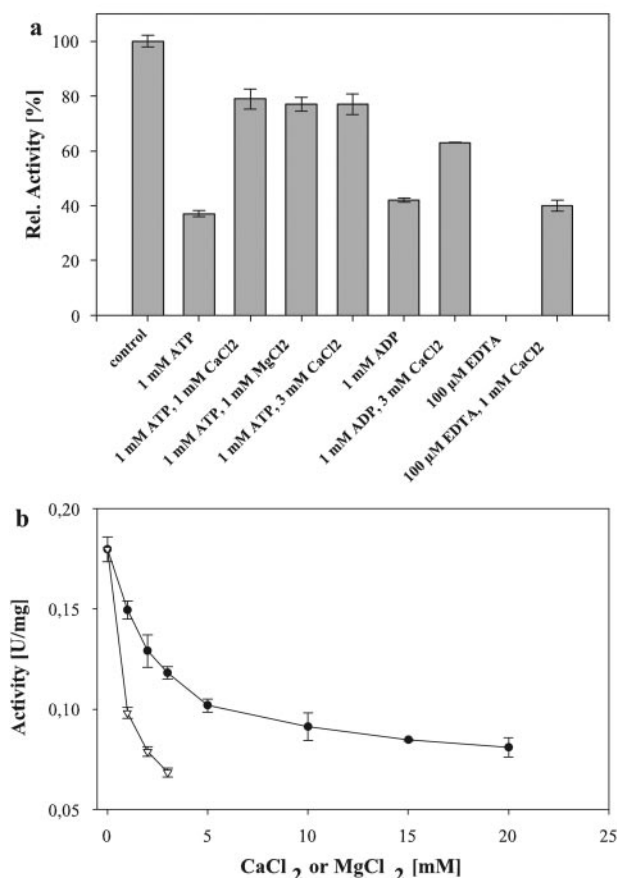 a
Rel. Activity [%]
100
80
60
40
20
0
control
1 mM ATP
1 mM ATP, 1 mM CaCl2
1 mM ATP, 1 mM MgCl2
1 mM ATP, 3 mM CaCl2
1 mM ADP
1 mM ADP, 3 mM CaCl2
100 µM EDTA
100 µM EDTA, 1 mM CaCl2
b
Activity [U/mg]
0,20
0,15
0,10
0,05
0 5 10 15 20 25
CaCl 2 or MgCl 2 [mM]